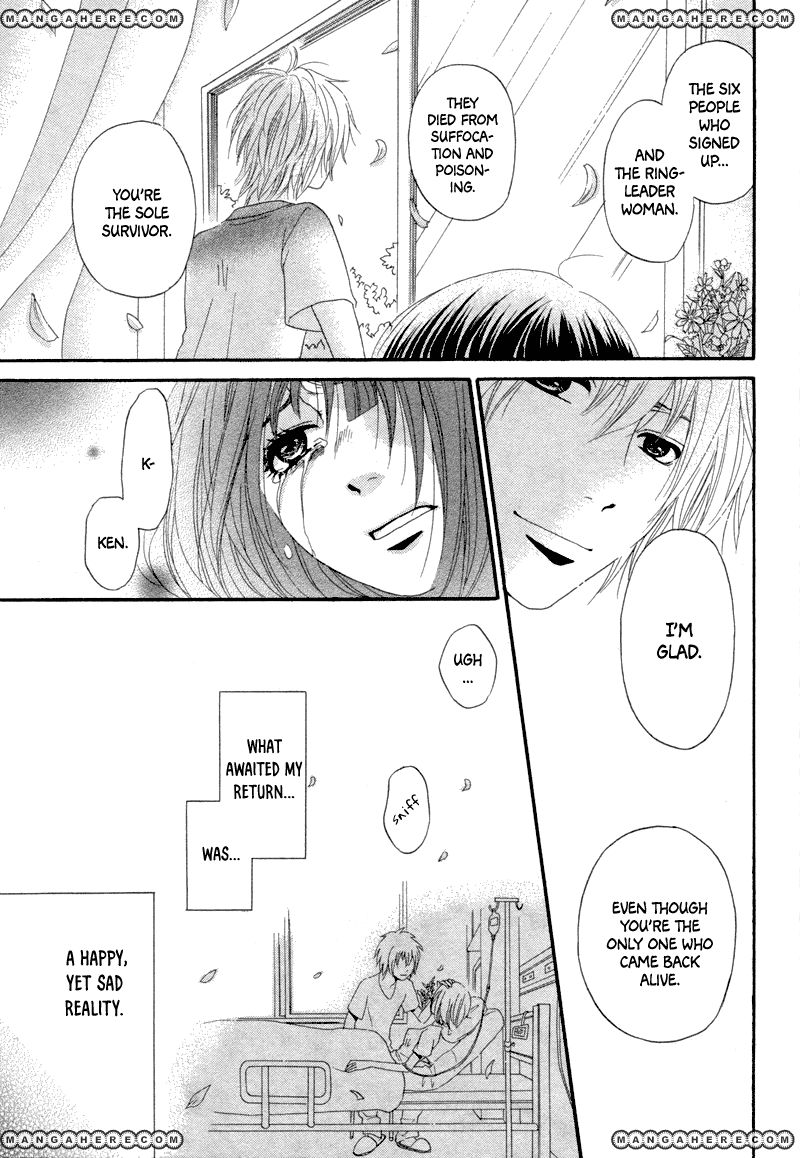 MANGAHERE.COM
MANGAHERE.COM
THE SIX
PEOPLE
WHO
SIGNED
UP...
AND
THE RING-
LEADER
WOMAN.
THEY
DIED FROM
SUFFOCA-
TION AND
POISON-
ING.
YOU'RE
THE SOLE
SURVIVOR.
I'M
GLAD.
EVEN THOUGH
YOU'RE THE
ONLY ONE WHO
CAME BACK
ALIVE.
K-
KEN.
UGH
...
sniff
WHAT
AWAITED MY
RETURN...
WAS...
A HAPPY,
YET SAD
REALITY.
MANGAHERE.COM
MANGAHERE.COM